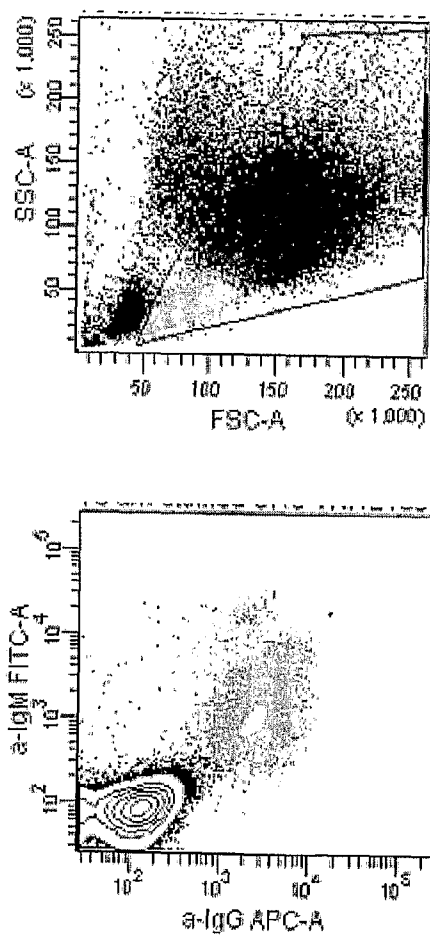 SSC-A (x 1.000)
250
200
150
100
50
50 100 150 200 250
FSC-A (x 1.000)
a-IgM FITC-A
10^5
10^4
10^3
10^2
10^2 10^3 10^4 10^5
a-IgG APC-A